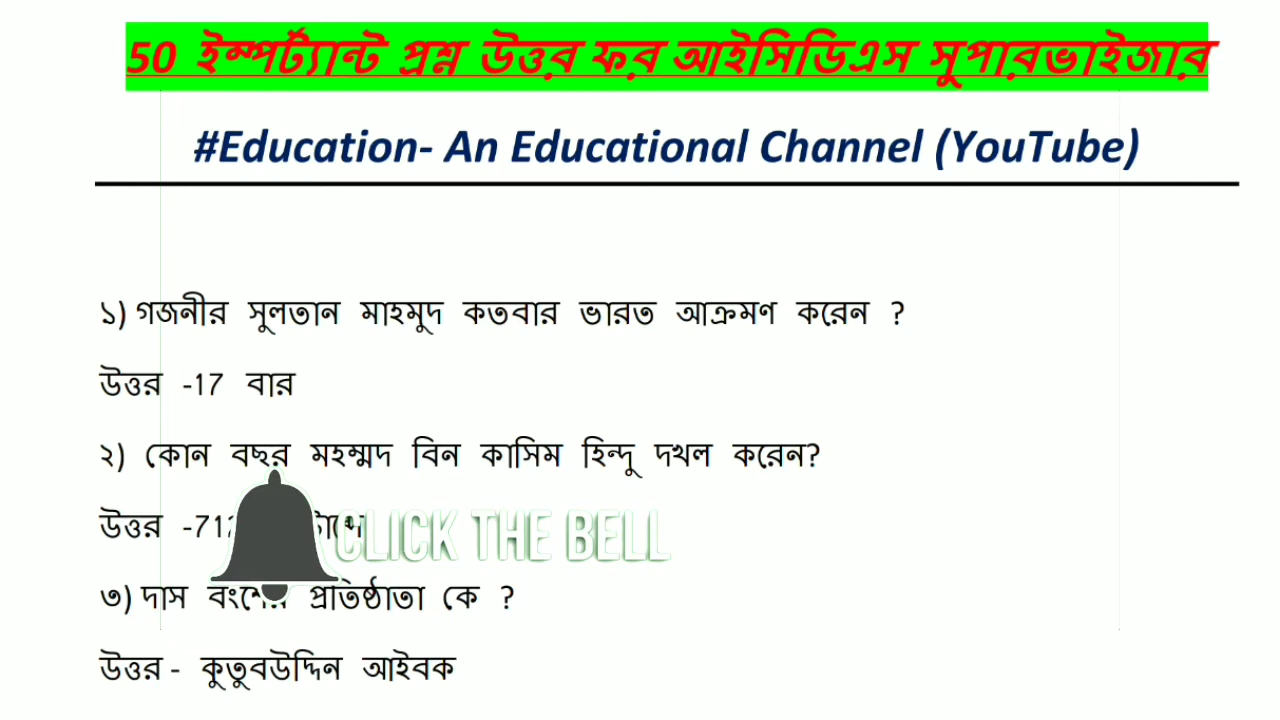 50 ইম্পর্ট্যান্ট প্রশ্ন উত্তর ফর আইসিডিএস সুপারভাইজার
#Education- An Educational Channel (YouTube)
১) গজনীর সুলতান মাহমুদ কতবার ভারত আক্রমণ করেন ?
উত্তর -17 বার
২) কোন বছর মহম্মদ বিন কাসিম হিন্দু দখল করেন?
উত্তর
CLICK THE BELL
৩) দাস বংশের প্রতিষ্ঠাতা কে ?
উত্তর - কুতুবউদ্দিন আইবক